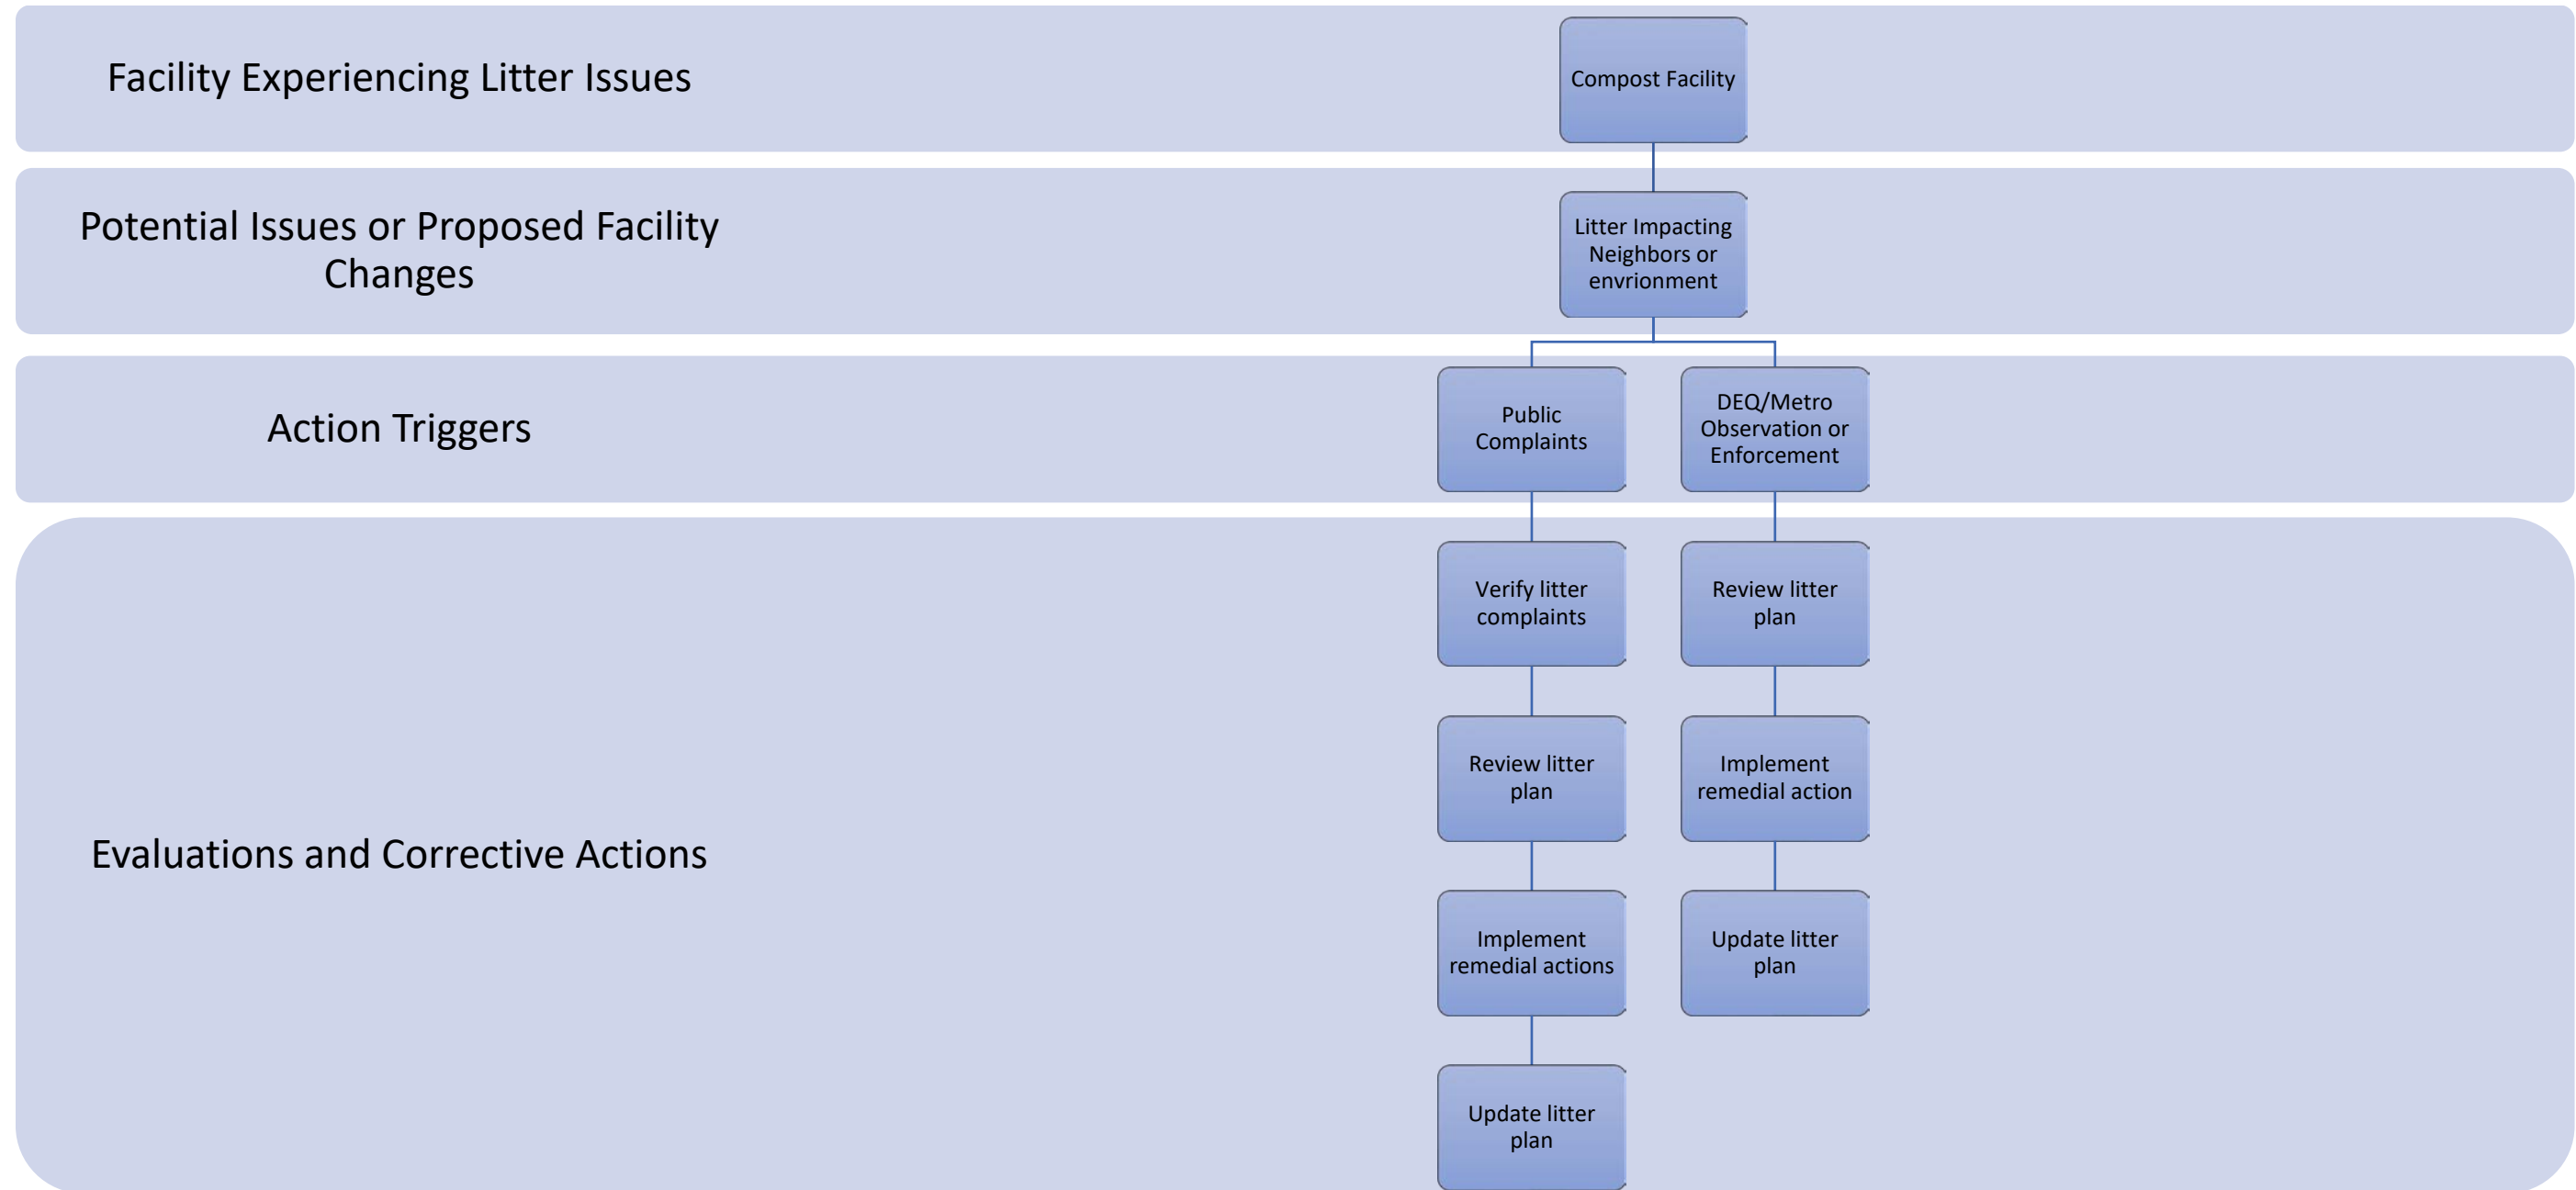 Facility Experiencing Litter Issues
Compost Facility
Potential Issues or Proposed Facility
Changes
Litter Impacting
Neighbors or
envrionment
Action Triggers
Public
Complaints
DEQ/Metro
Observation or
Enforcement
Evaluations and Corrective Actions
Verify litter
complaints
Review litter
plan
Implement
remedial actions
Update litter
plan
Review litter
plan
Implement
remedial action
Update litter
plan